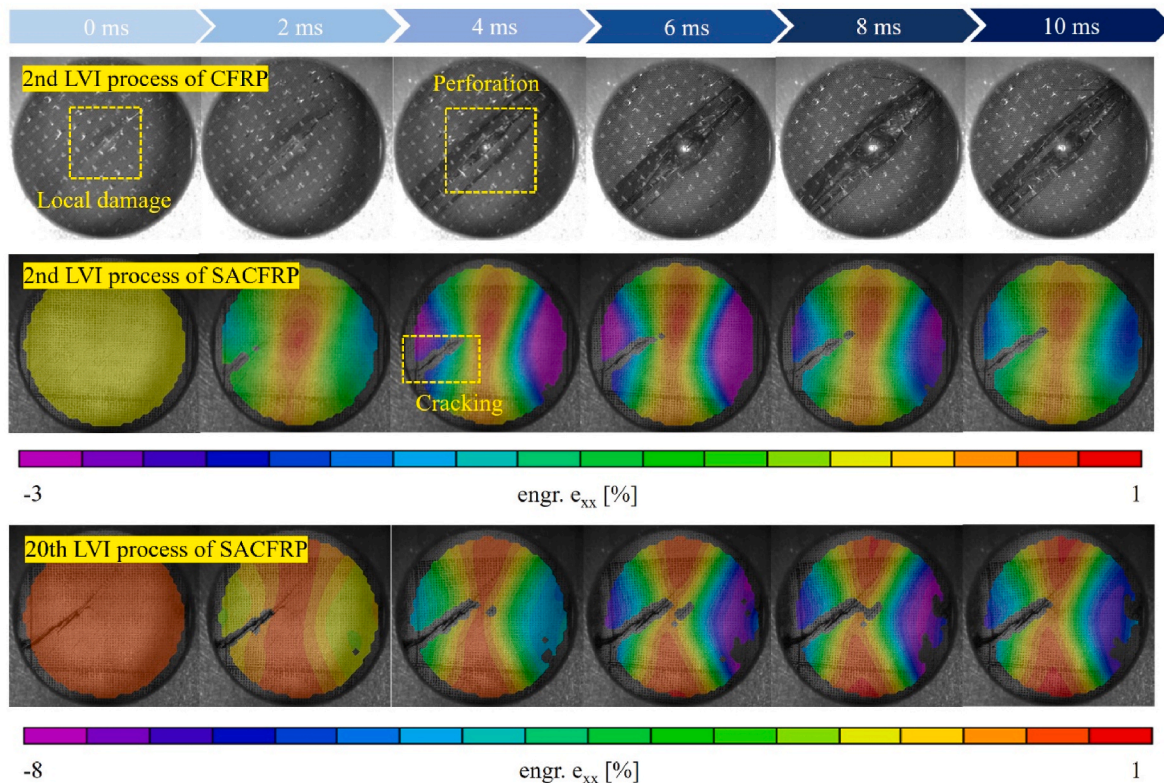 0 ms 2 ms 4 ms 6 ms 8 ms 10 ms
2nd LVI process of CFRP
Perforation
Local damage
2nd LVI process of SACFRP
Cracking
-3 engr. e_xx [%] 1
20th LVI process of SACFRP
-8 engr. e_xx [%] 1